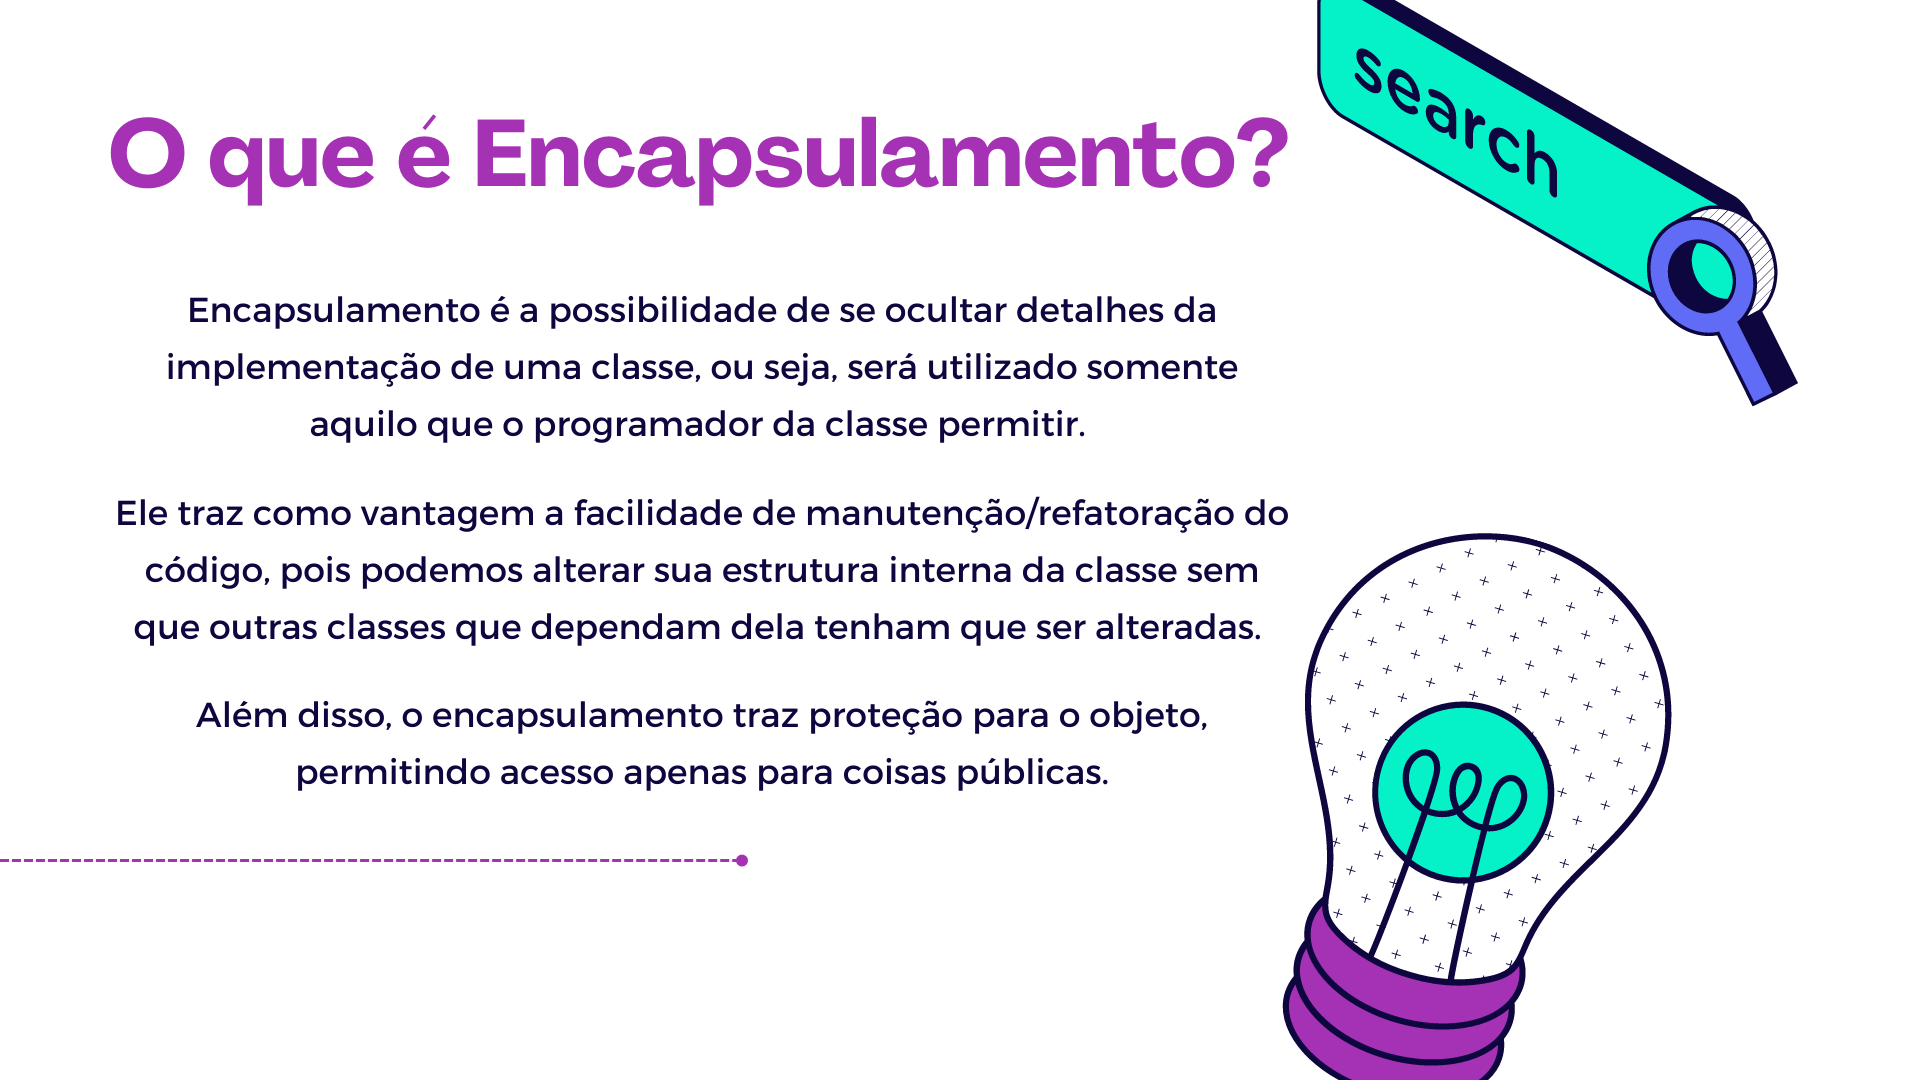 O que é Encapsulamento?
search
Encapsulamento é a possibilidade de se ocultar detalhes da
implementação de uma classe, ou seja, será utilizado somente
aquilo que o programador da classe permitir.
Ele traz como vantagem a facilidade de manutenção/refatoração do
código, pois podemos alterar sua estrutura interna da classe sem
que outras classes que dependam dela tenham que ser alteradas.
Além disso, o encapsulamento traz proteção para o objeto,
permitindo acesso apenas para coisas públicas.